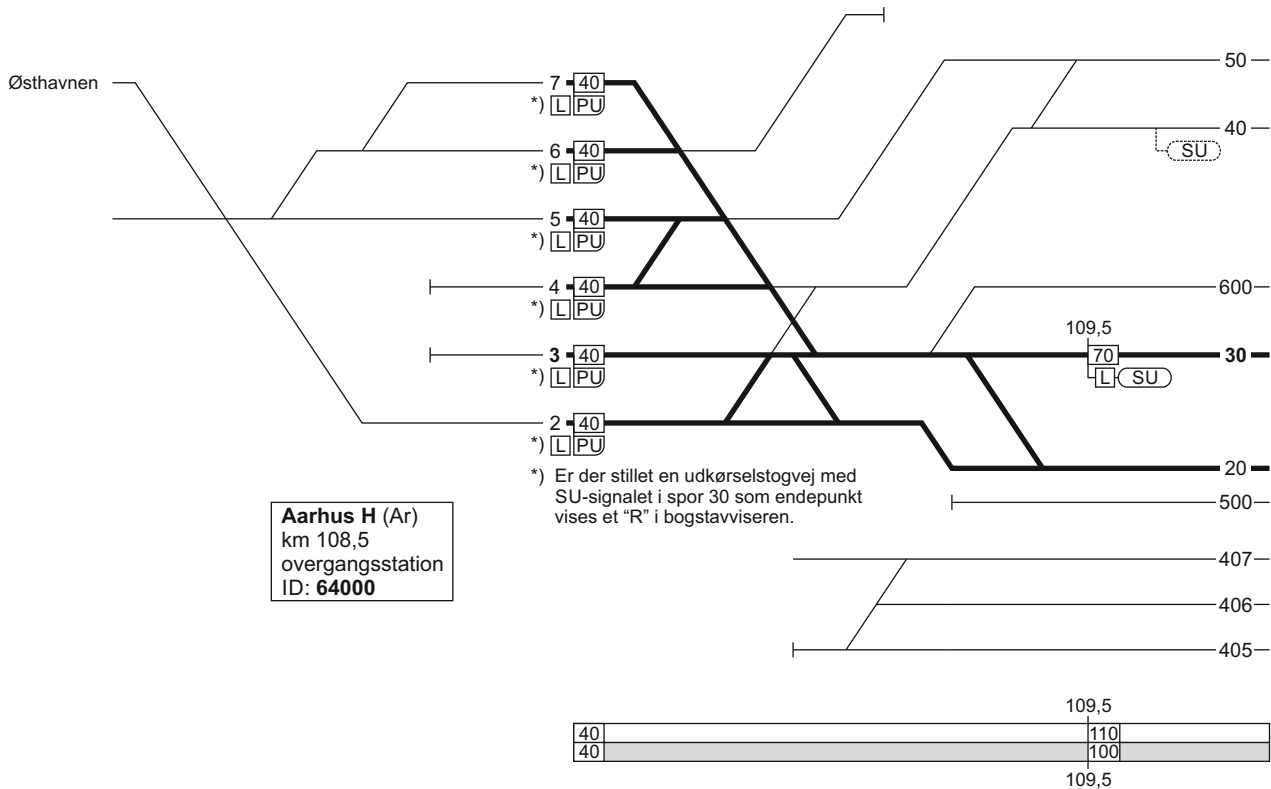 50
Østhavnen
7 40
*) L PU
40
SU
6 40
*) L PU
5 40
*) L PU
4 40
*) L PU
600
109,5
3 40
70
30
*) L PU
L SU
2 40
*) L PU
20
*) Er der stillet en udkørselstogvej med
SU-signalet i spor 30 som endepunkt
vises et “R” i bogstavviseren.
500
Aarhus H (Ar)
km 108,5
overgangsstation
ID: 64000
407
406
405
109,5
40 110
40 100
109,5